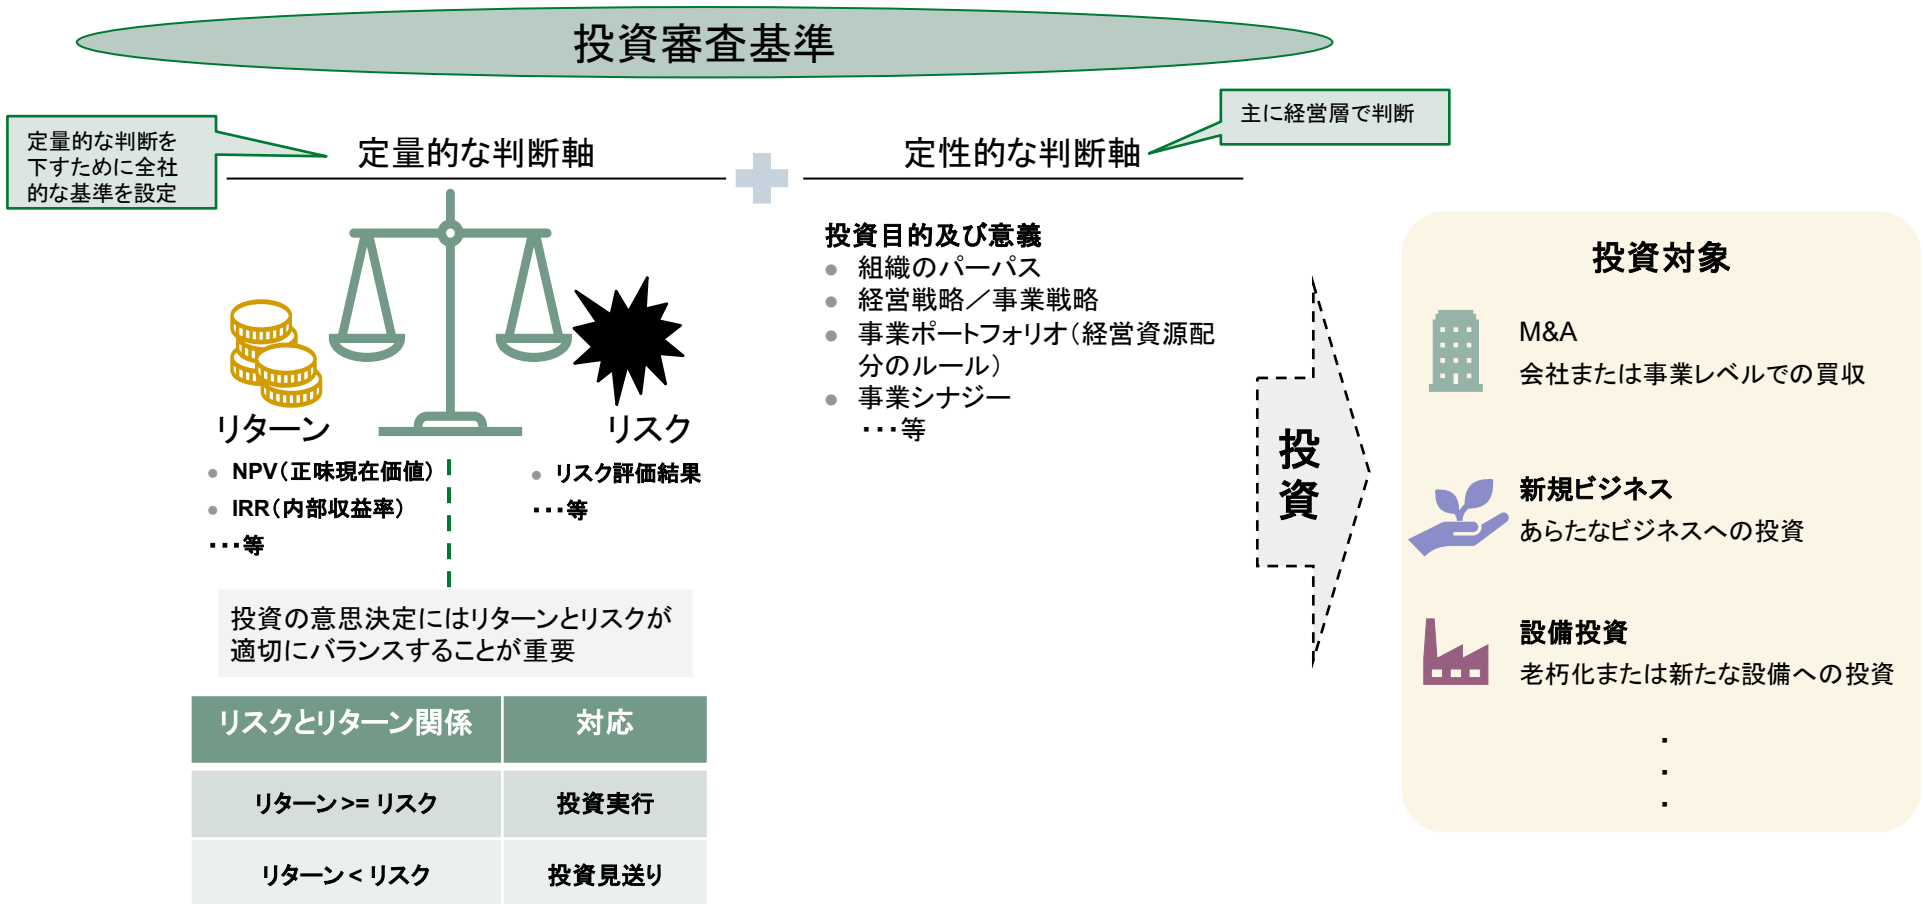 投資審査基準
定量的な判断を
下すために全社
的な基準を設定
定量的な判断軸
リターン
リスク
● NPV（正味現在価値）
● IRR（内部収益率）
･･･等
● リスク評価結果
･･･等
投資の意思決定にはリターンとリスクが
適切にバランスすることが重要
リスクとリターン関係 対応
リターン >= リスク 投資実行
リターン < リスク 投資見送り
主に経営層で判断
定性的な判断軸
投資目的及び意義
● 組織のパーパス
● 経営戦略／事業戦略
● 事業ポートフォリオ（経営資源配
分のルール）
● 事業シナジー
･･･等
投
資
投資対象
M&A
会社または事業レベルでの買収
新規ビジネス
あらたなビジネスへの投資
設備投資
老朽化または新たな設備への投資
・
・
・